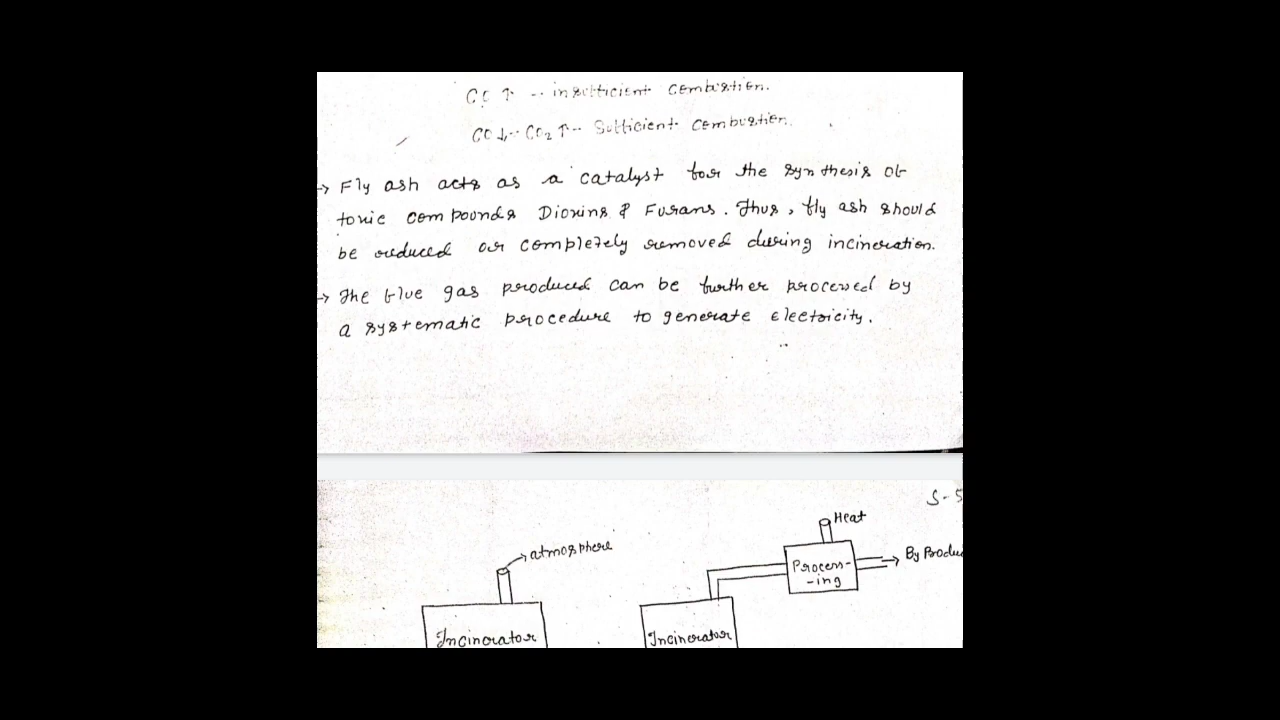 CO ↑ -- insufficient combustion.
CO ↓-- CO2 ↑-- Sufficient combustion.
→ Fly ash acts as a catalyst for the synthesis of
toxic compounds Dioxins & Furans. Thus, fly ash should
be reduced or completely removed during incineration.
→ The flue gas produced can be further processed by
a systematic procedure to generate electricity.
S-5
Heat
→ atmosphere
→ By Produ
Process-
-ing
Incinerator
Incinerator